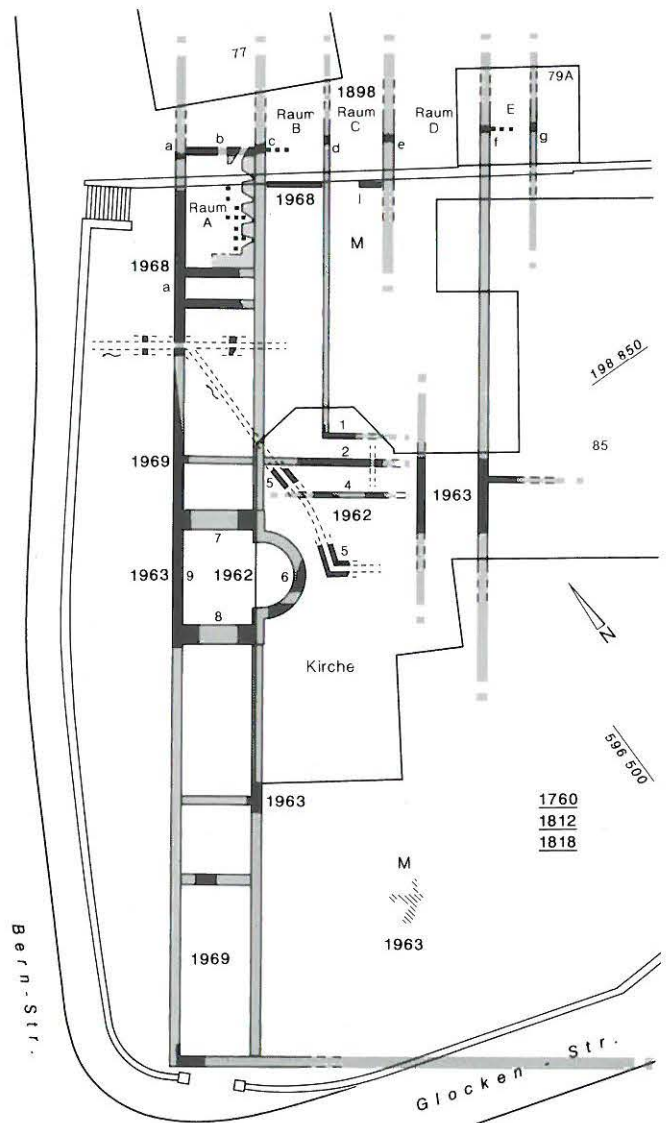 77
79A
1898
Raum
B
Raum
C
Raum
D
E
a
b
c
d
e
f
g
Raum
A
1968
l
M
1968
a
198 850
1
85
1969
2
5
4
1963
1962
7
5
1963
9
1962
6
8
N
Kirche
596 500
1963
1760
1812
1818
M
1963
1969
Bern-Str.
Glocken Str.